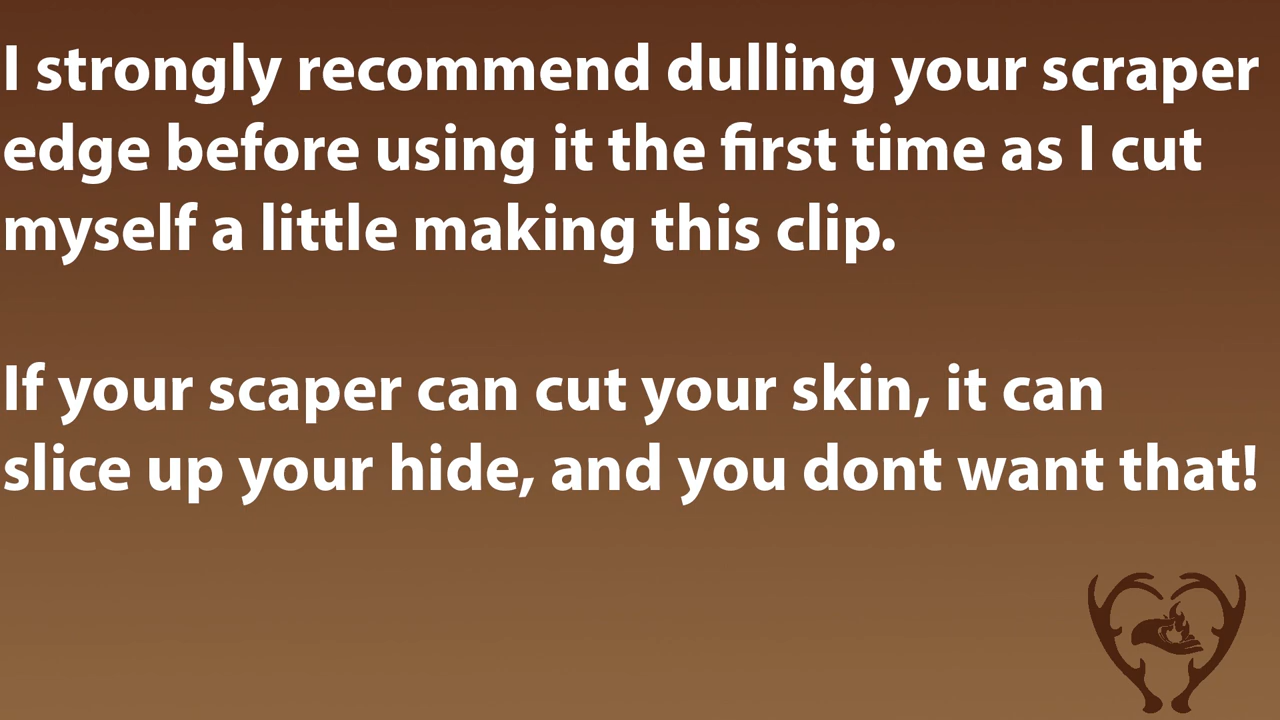 I strongly recommend dulling your scraper
edge before using it the first time as I cut
myself a little making this clip.
If your scaper can cut your skin, it can
slice up your hide, and you dont want that!